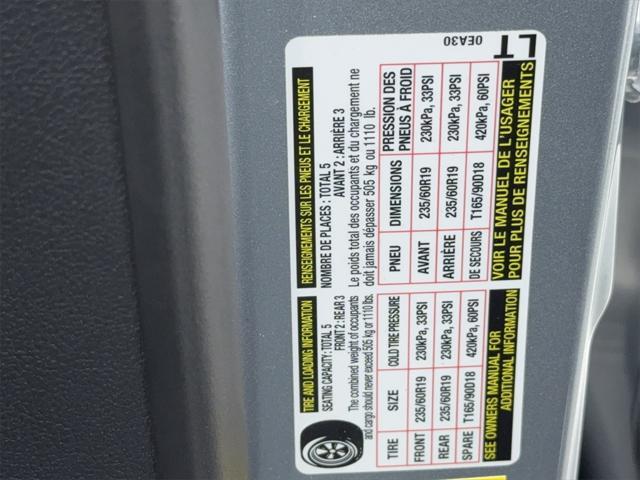 TIRE AND LOADING INFORMATION
SEATING CAPACITY: TOTAL 5
FRONT 2 : REAR 3
The combined weight of occupants
and cargo should never exceed 505 kg or 1110 lbs.
TIRE SIZE COLD TIRE PRESSURE
FRONT 235/60R19 230kPa, 33PSI
REAR 235/60R19 230kPa, 33PSI
SPARE T165/90D18 420kPa, 60PSI
SEE OWNERS MANUAL FOR
ADDITIONAL INFORMATION
RENSEIGNEMENTS SUR LES PNEUS ET LE CHARGEMENT
NOMBRE DE PLACES : TOTAL 5
AVANT 2 : ARRIÈRE 3
Le poids total des occupants et du chargement ne
doit jamais dépasser 505 kg ou 1110 lb.
PNEU DIMENSIONS PRESSION DES
PNEUS À FROID
AVANT 235/60R19 230kPa, 33PSI
ARRIÈRE 235/60R19 230kPa, 33PSI
DE SECOURS T165/90D18 420kPa, 60PSI
VOIR LE MANUEL DE L'USAGER
POUR PLUS DE RENSEIGNEMENTS
0EA30
LT